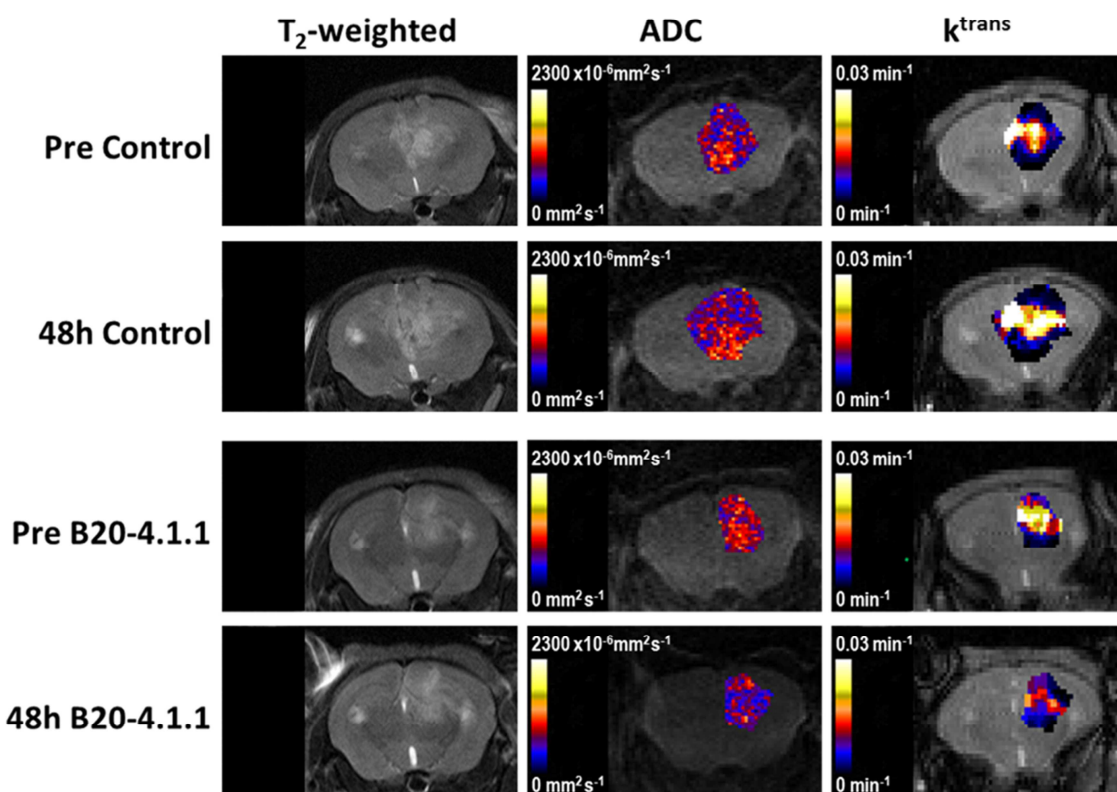 T₂-weighted ADC kᵗʳᵃⁿˢ
Pre Control
2300 x10⁻⁶mm²s⁻¹
0 mm²s⁻¹
0.03 min⁻¹
0 min⁻¹
48h Control
2300 x10⁻⁶mm²s⁻¹
0 mm²s⁻¹
0.03 min⁻¹
0 min⁻¹
Pre B20-4.1.1
2300 x10⁻⁶mm²s⁻¹
0 mm²s⁻¹
0.03 min⁻¹
0 min⁻¹
48h B20-4.1.1
2300 x10⁻⁶mm²s⁻¹
0 mm²s⁻¹
0.03 min⁻¹
0 min⁻¹